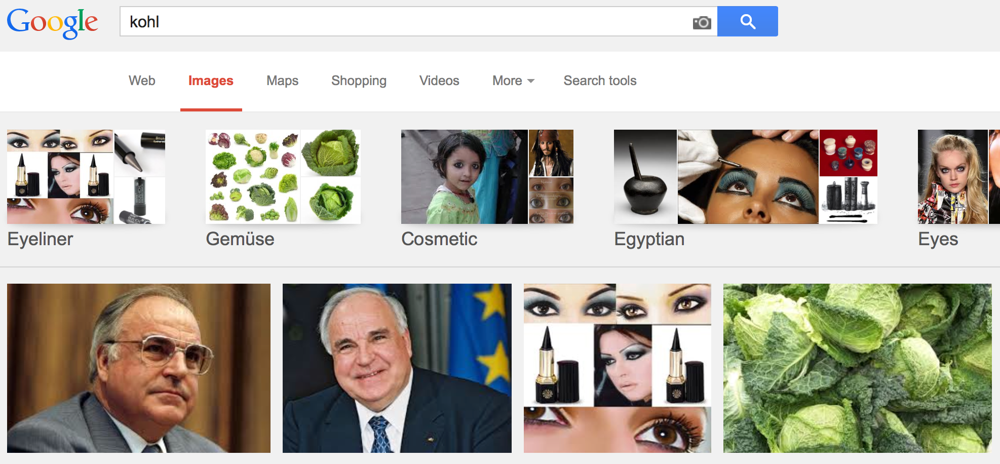 Google
kohl
Web Images Maps Shopping Videos More Search tools
Eyeliner Gemüse Cosmetic Egyptian Eyes